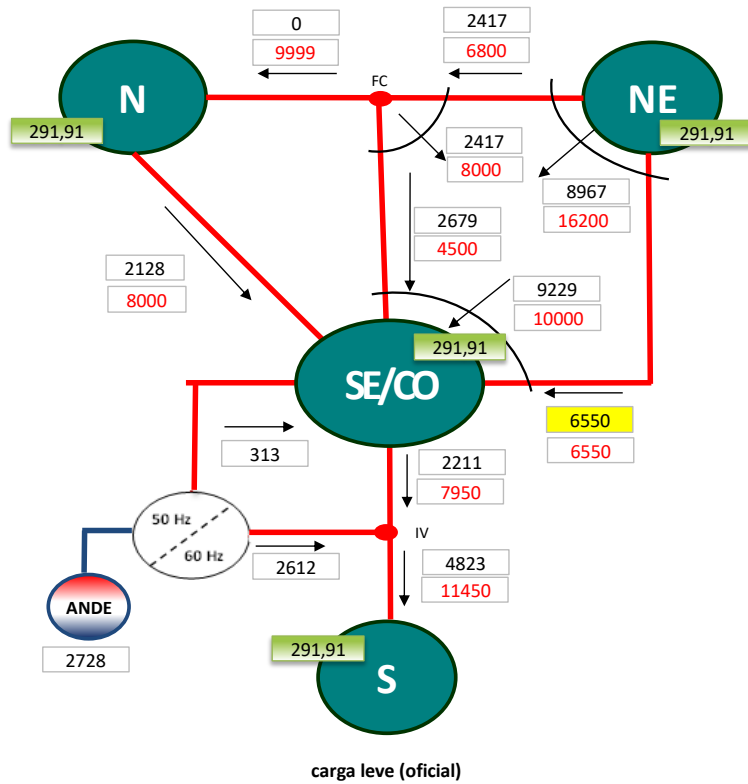 0
9999
2417
6800
FC
N
NE
291,91
291,91
2417
8000
8967
16200
2679
4500
2128
8000
9229
10000
291,91
SE/CO
6550
6550
313
2211
7950
50 Hz
60 Hz
IV
2612
4823
11450
ANDE
2728
291,91
S
carga leve (oficial)